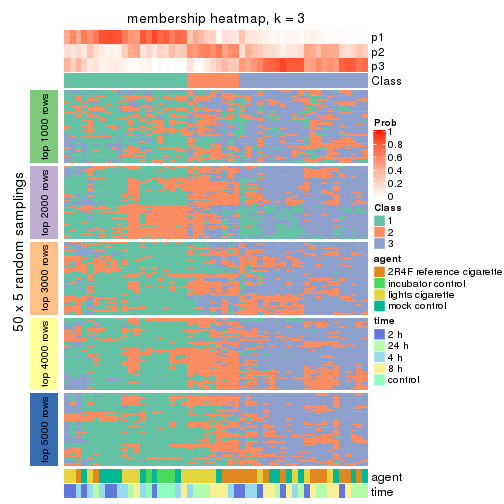 membership heatmap, k = 3
p1
p2
p3
Class
50 x 5 random samplings
top 1000 rows
top 2000 rows
top 3000 rows
top 4000 rows
top 5000 rows
agent
time
Prob
1
0.8
0.6
0.4
0.2
0
Class
1
2
3
agent
2R4F reference cigarette
incubator control
lights cigarette
mock control
time
2 h
24 h
4 h
8 h
control